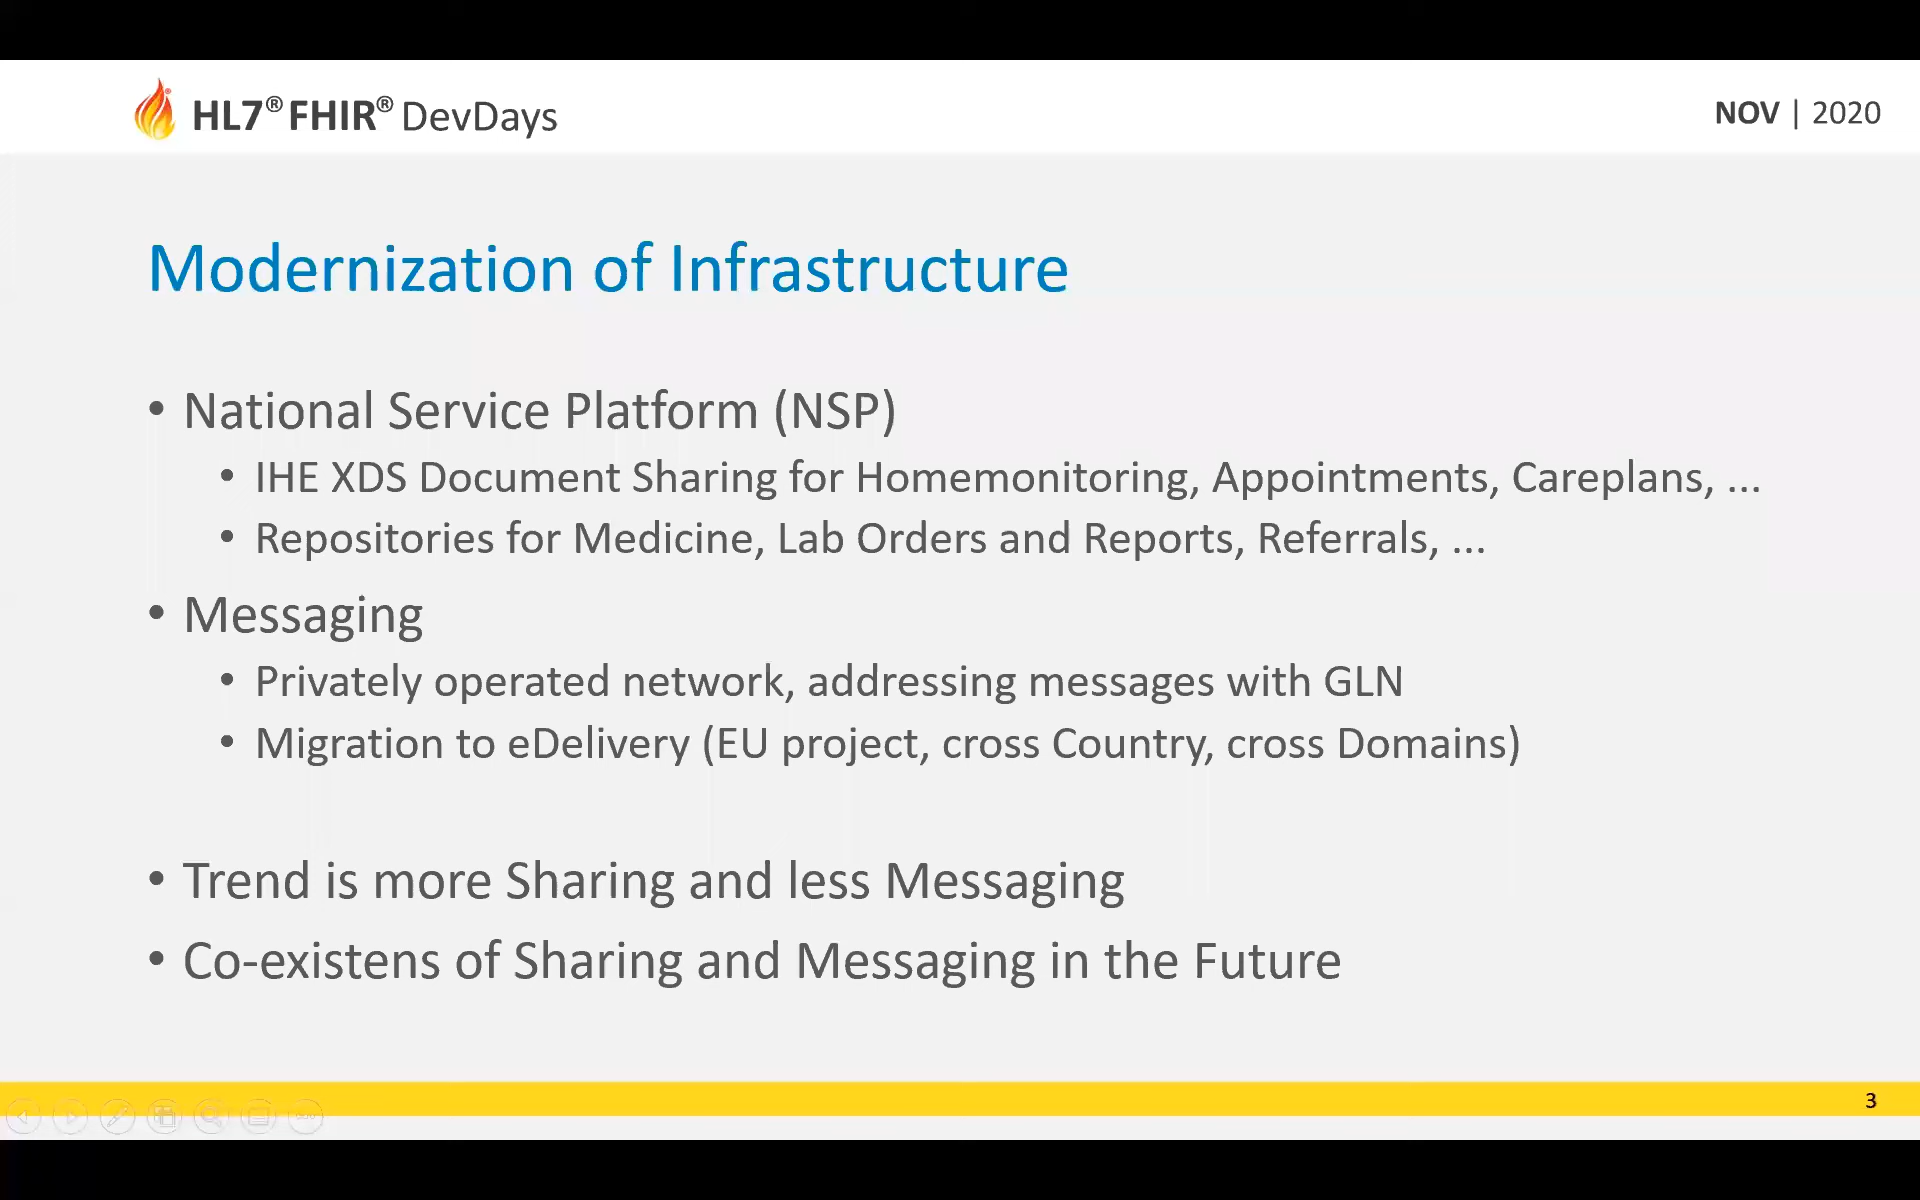 HL7® FHIR® DevDays
NOV | 2020
Modernization of Infrastructure
• National Service Platform (NSP)
• IHE XDS Document Sharing for Homemonitoring, Appointments, Careplans, ...
• Repositories for Medicine, Lab Orders and Reports, Referrals, ...
• Messaging
• Privately operated network, addressing messages with GLN
• Migration to eDelivery (EU project, cross Country, cross Domains)
• Trend is more Sharing and less Messaging
• Co-existens of Sharing and Messaging in the Future
3